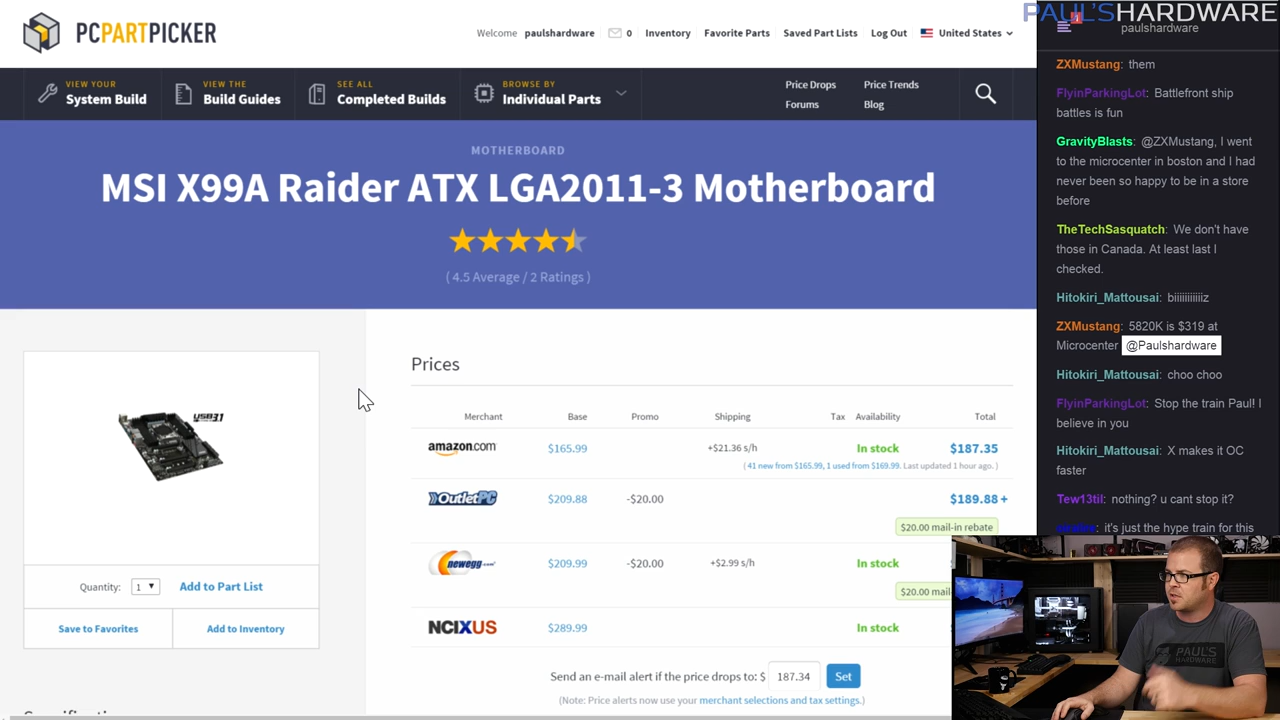 PCPARTPICKER
Welcome paulshardware 0 Inventory Favorite Parts Saved Part Lists Log Out United States
PAUL'SHARDWARE
1
paulshardware
VIEW YOUR
System Build
VIEW THE
Build Guides
SEE ALL
Completed Builds
BROWSE BY
Individual Parts
Price Drops
Price Trends
Forums
Blog
MOTHERBOARD
MSI X99A Raider ATX LGA2011-3 Motherboard
( 4.5 Average / 2 Ratings )
USB3.1
Quantity: 1
Add to Part List
Save to Favorites
Add to Inventory
Prices
Merchant Base Promo Shipping Tax Availability Total
amazon.com $165.99 +$21.36 s/h In stock $187.35
( 41 new from $165.99, 1 used from $169.99. Last updated 1 hour ago. )
OutletPC $209.88 -$20.00 $189.88 +
$20.00 mail-in rebate
newegg.com $209.99 -$20.00 +$2.99 s/h In stock
$20.00 mail
NCIXUS $289.99 In stock
Send an e-mail alert if the price drops to: $ 187.34 Set
(Note: Price alerts now use your merchant selections and tax settings.)
ZXMustang: them
FlyinParkingLot: Battlefront ship
battles is fun
GravityBlasts: @ZXMustang, I went
to the microcenter in boston and I had
never been so happy to be in a store
before
TheTechSasquatch: We don't have
those in Canada. At least last I
checked.
Hitokiri_Mattousai: biiiiiiiiiiiz
ZXMustang: 5820K is $319 at
Microcenter @Paulshardware
Hitokiri_Mattousai: choo choo
FlyinParkingLot: Stop the train Paul! I
believe in you
Hitokiri_Mattousai: X makes it OC
faster
Tew13til: nothing? u cant stop it?
it's just the hype train for this
PAUL'S
HARDWARE